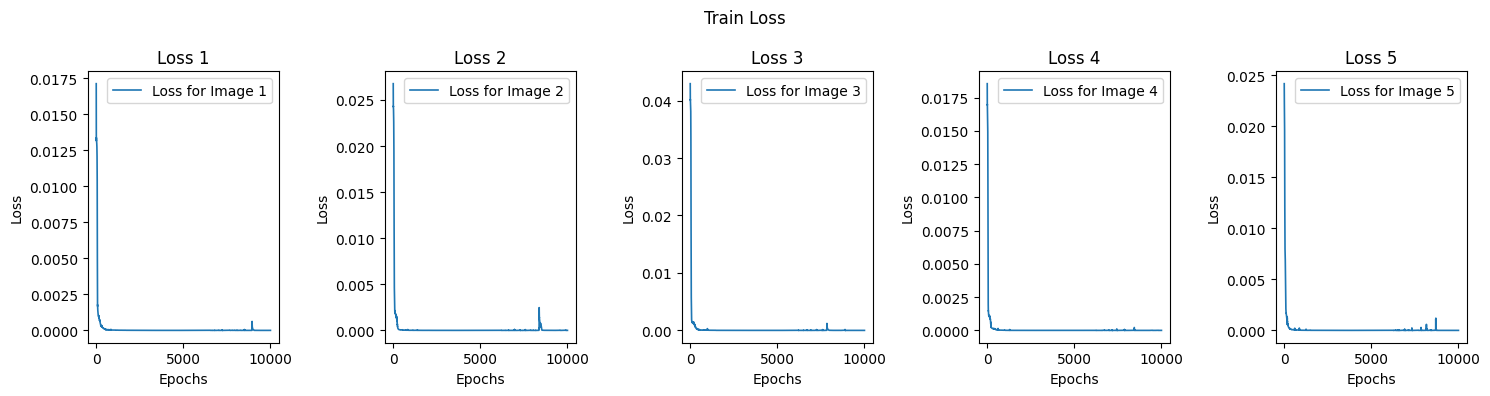 Train Loss
Loss 1
Loss for Image 1
0.0175
0.0150
0.0125
0.0100
0.0075
0.0050
0.0025
0.0000
Loss
0
5000
10000
Epochs
Loss 2
Loss for Image 2
0.025
0.020
0.015
0.010
0.005
0.000
Loss
0
5000
10000
Epochs
Loss 3
Loss for Image 3
0.04
0.03
0.02
0.01
0.00
Loss
0
5000
10000
Epochs
Loss 4
Loss for Image 4
0.0175
0.0150
0.0125
0.0100
0.0075
0.0050
0.0025
0.0000
Loss
0
5000
10000
Epochs
Loss 5
Loss for Image 5
0.025
0.020
0.015
0.010
0.005
0.000
Loss
0
5000
10000
Epochs